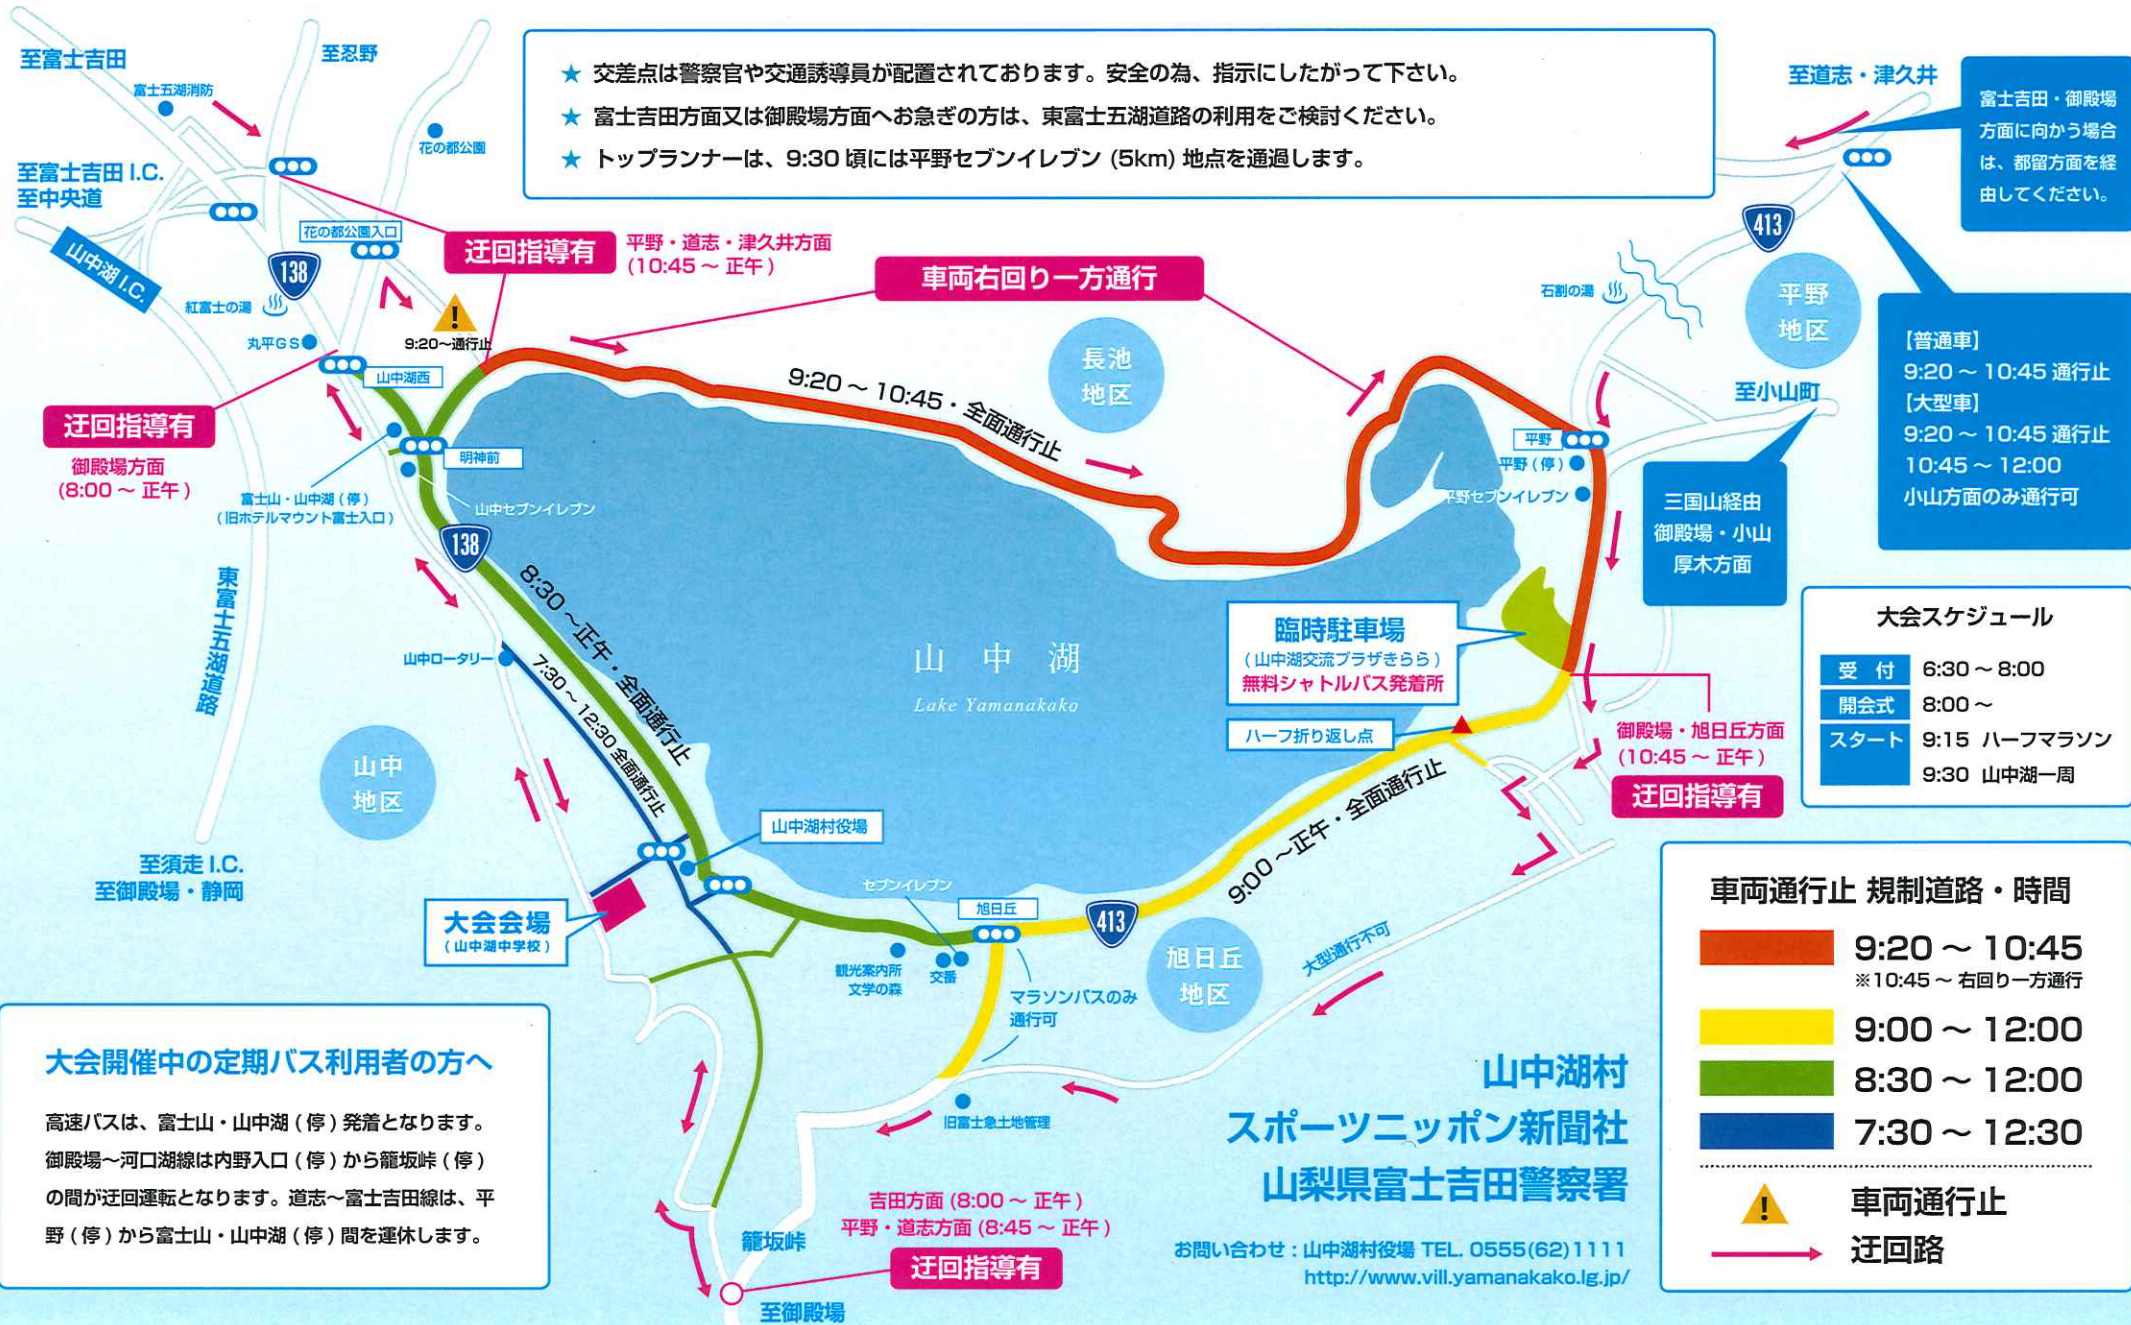 至富士吉田
富士五湖消防
至忍野
花の都公園
至富士吉田 I.C.
至中央道
山中湖 I.C.
花の都公園入口
138
紅富士の湯
丸平GS
山中湖西
9:20~通行止
迂回指導有
平野・道志・津久井方面
(10:45 ~ 正午)
迂回指導有
御殿場方面
(8:00 ~ 正午)
富士山・山中湖 (停)
(旧ホテルマウント富士入口)
明神前
山中セブンイレブン
138
東富士五湖道路
★ 交差点は警察官や交通誘導員が配置されております。安全の為、指示にしたがって下さい。
★ 富士吉田方面又は御殿場方面へお急ぎの方は、東富士五湖道路の利用をご検討ください。
★ トップランナーは、9:30 頃には平野セブンイレブン (5km) 地点を通過します。
車両右回り一方通行
長池
地区
9:20 ~ 10:45・全面通行止
至道志・津久井
富士吉田・御殿場
方面に向かう場合
は、都留方面を経
由してください。
413
石割の湯
平野
地区
至小山町
【普通車】
9:20 ~ 10:45 通行止
【大型車】
9:20 ~ 10:45 通行止
10:45 ~ 12:00
小山方面のみ通行可
平野
平野 (停)
平野セブンイレブン
三国山経由
御殿場・小山
厚木方面
8:30 ~正午・全面通行止
7:30 ~ 12:30 全面通行止
山中ロータリー
山中湖
Lake Yamanakako
臨時駐車場
(山中湖交流プラザきらら)
無料シャトルバス発着所
ハーフ折り返し点
御殿場・旭日丘方面
(10:45 ~ 正午)
迂回指導有
大会スケジュール
受 付 6:30 ~ 8:00
開会式 8:00 ~
スタート 9:15 ハーフマラソン
9:30 山中湖一周
山中
地区
至須走 I.C.
至御殿場・静岡
山中湖村役場
大会会場
(山中湖中学校)
セブンイレブン
旭日丘
413
9:00 ~正午・全面通行止
観光案内所
文学の森
交番
マラソンバスのみ
通行可
旭日丘
地区
大型通行不可
旧富士急土地管理
車両通行止 規制道路・時間
9:20 ~ 10:45
※10:45 ~ 右回り一方通行
9:00 ~ 12:00
8:30 ~ 12:00
7:30 ~ 12:30
車両通行止
迂回路
大会開催中の定期バス利用者の方へ
高速バスは、富士山・山中湖 (停) 発着となります。
御殿場~河口湖線は内野入口 (停) から籠坂峠 (停)
の間が迂回運転となります。道志~富士吉田線は、平
野 (停) から富士山・山中湖 (停) 間を運休します。
籠坂峠
吉田方面 (8:00 ~ 正午)
平野・道志方面 (8:45 ~ 正午)
迂回指導有
至御殿場
山中湖村
スポーツニッポン新聞社
山梨県富士吉田警察署
お問い合わせ : 山中湖村役場 TEL. 0555(62)1111
http://www.vill.yamanakako.lg.jp/